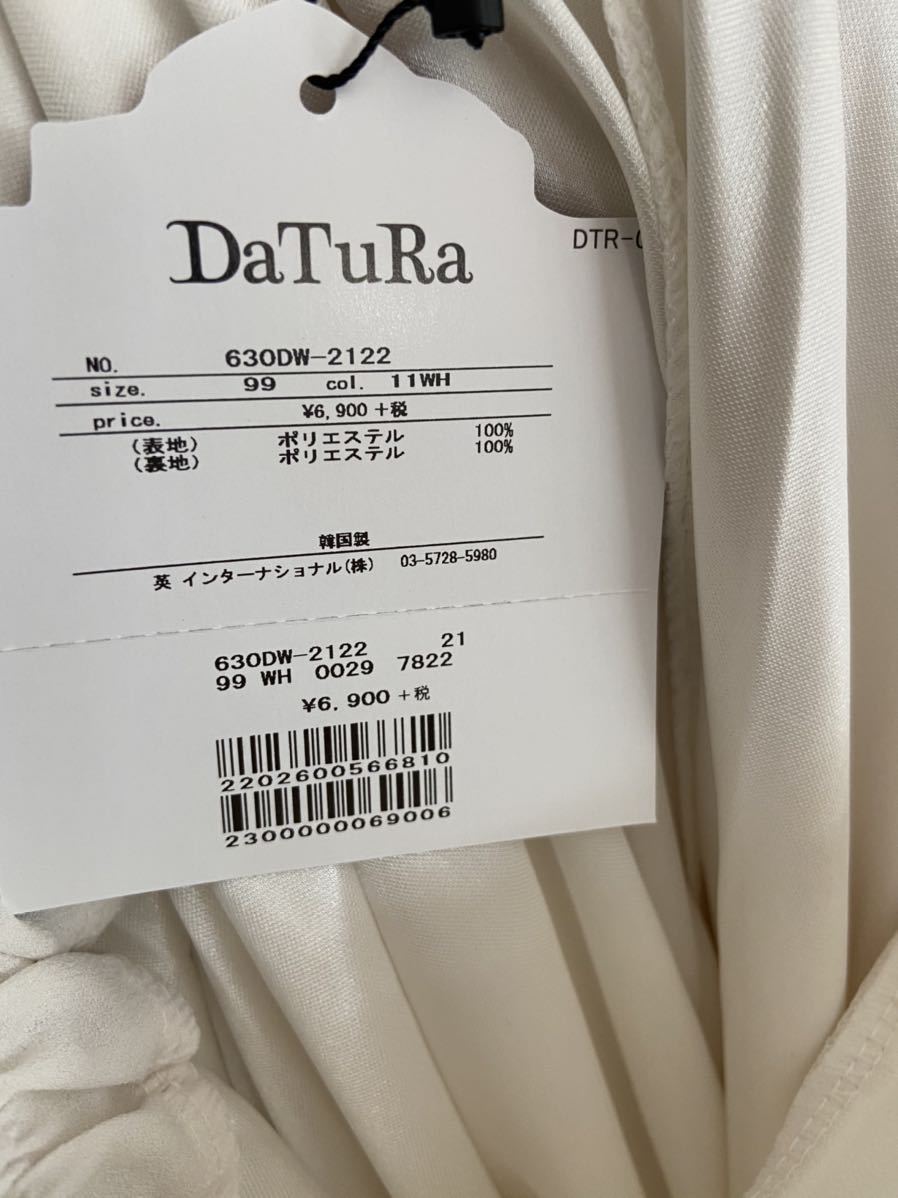 DaTuRa
DTR-
NO. 630DW-2122
size. 99 col. 11WH
price. ¥6,900+税
(表地) ポリエステル 100%
(裏地) ポリエステル 100%
韓国製
英 インターナショナル(株) 03-5728-5980
630DW-2122 21
99 WH 0029 7822
¥6,900 +税
2202600566810
2300000069006